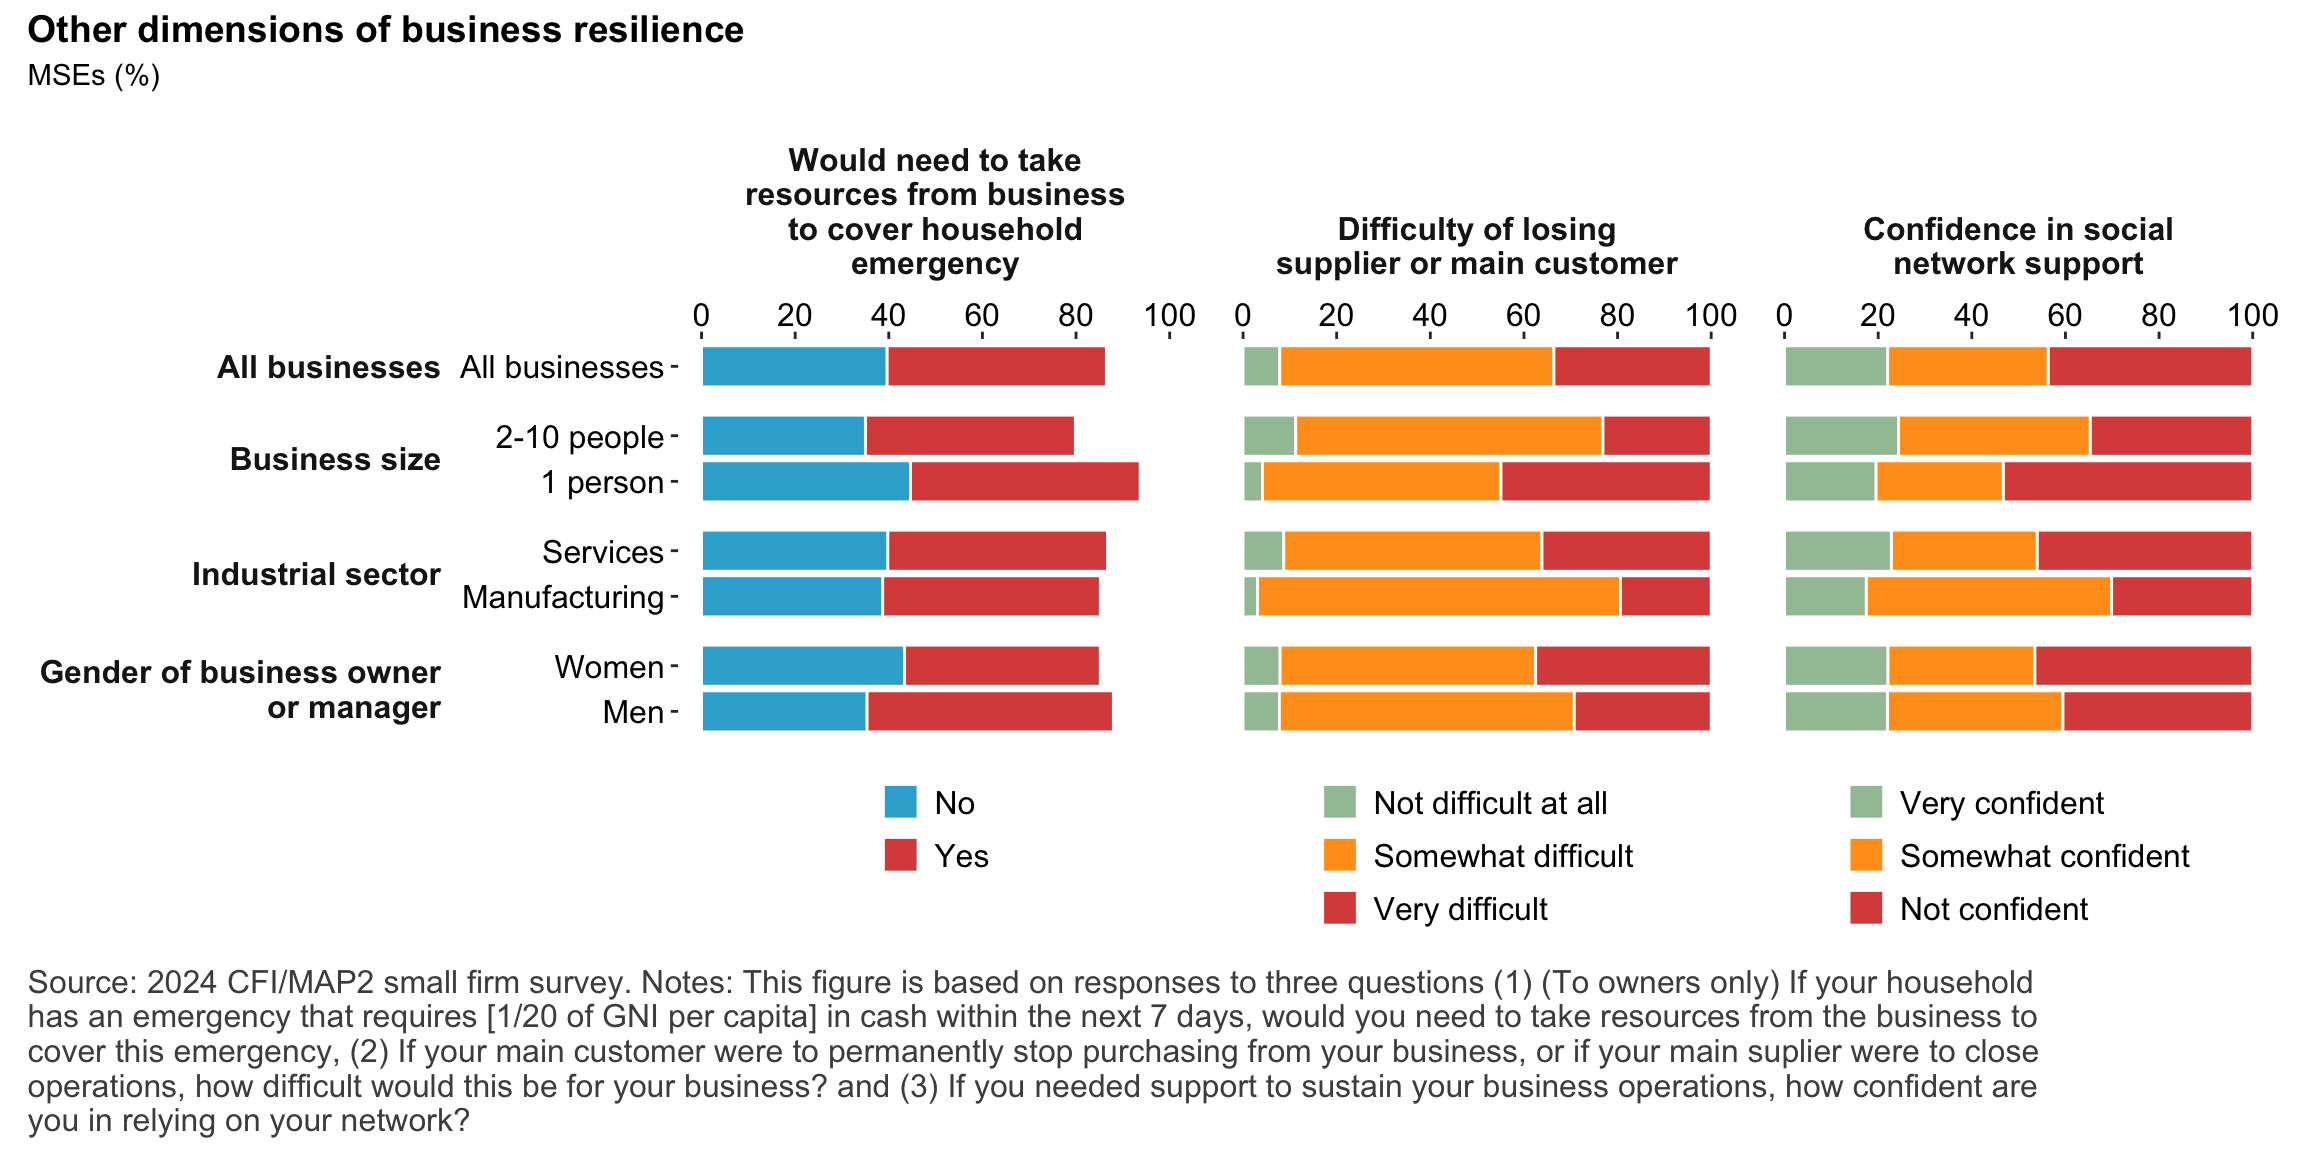 Other dimensions of business resilience
MSEs (%)
Would need to take
resources from business
to cover household
emergency
Difficulty of losing
supplier or main customer
Confidence in social
network support
0 20 40 60 80 100
0 20 40 60 80 100
0 20 40 60 80 100
All businesses
All businesses
Business size
2-10 people
1 person
Industrial sector
Services
Manufacturing
Gender of business owner
or manager
Women
Men
No
Yes
Not difficult at all
Somewhat difficult
Very difficult
Very confident
Somewhat confident
Not confident
Source: 2024 CFI/MAP2 small firm survey. Notes: This figure is based on responses to three questions (1) (To owners only) If your household
has an emergency that requires [1/20 of GNI per capita] in cash within the next 7 days, would you need to take resources from the business to
cover this emergency, (2) If your main customer were to permanently stop purchasing from your business, or if your main suplier were to close
operations, how difficult would this be for your business? and (3) If you needed support to sustain your business operations, how confident are
you in relying on your network?